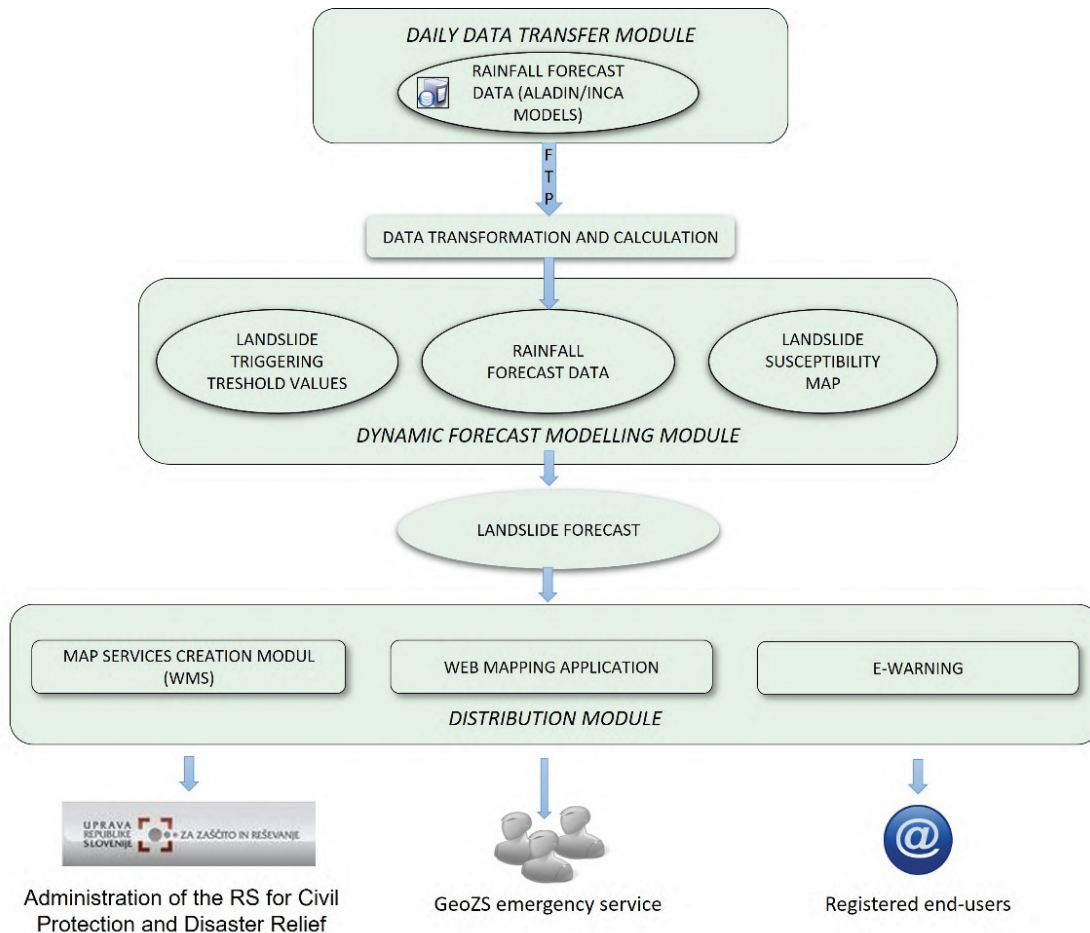 DAILY DATA TRANSFER MODULE
RAINFALL FORECAST
DATA (ALADIN/INCA
MODELS)
F
T
P
DATA TRANSFORMATION AND CALCULATION
LANDSLIDE
TRIGGERING
TRESHOLD VALUES
RAINFALL
FORECAST DATA
LANDSLIDE
SUSCEPTIBILITY
MAP
DYNAMIC FORECAST MODELLING MODULE
LANDSLIDE FORECAST
MAP SERVICES CREATION MODUL
(WMS)
WEB MAPPING APPLICATION
E-WARNING
DISTRIBUTION MODULE
UPRAVA
REPUBLIKE
SLOVENIJE
ZA ZAŠČITO IN REŠEVANJE
@
Administration of the RS for Civil
Protection and Disaster Relief
GeoZS emergency service
Registered end-users